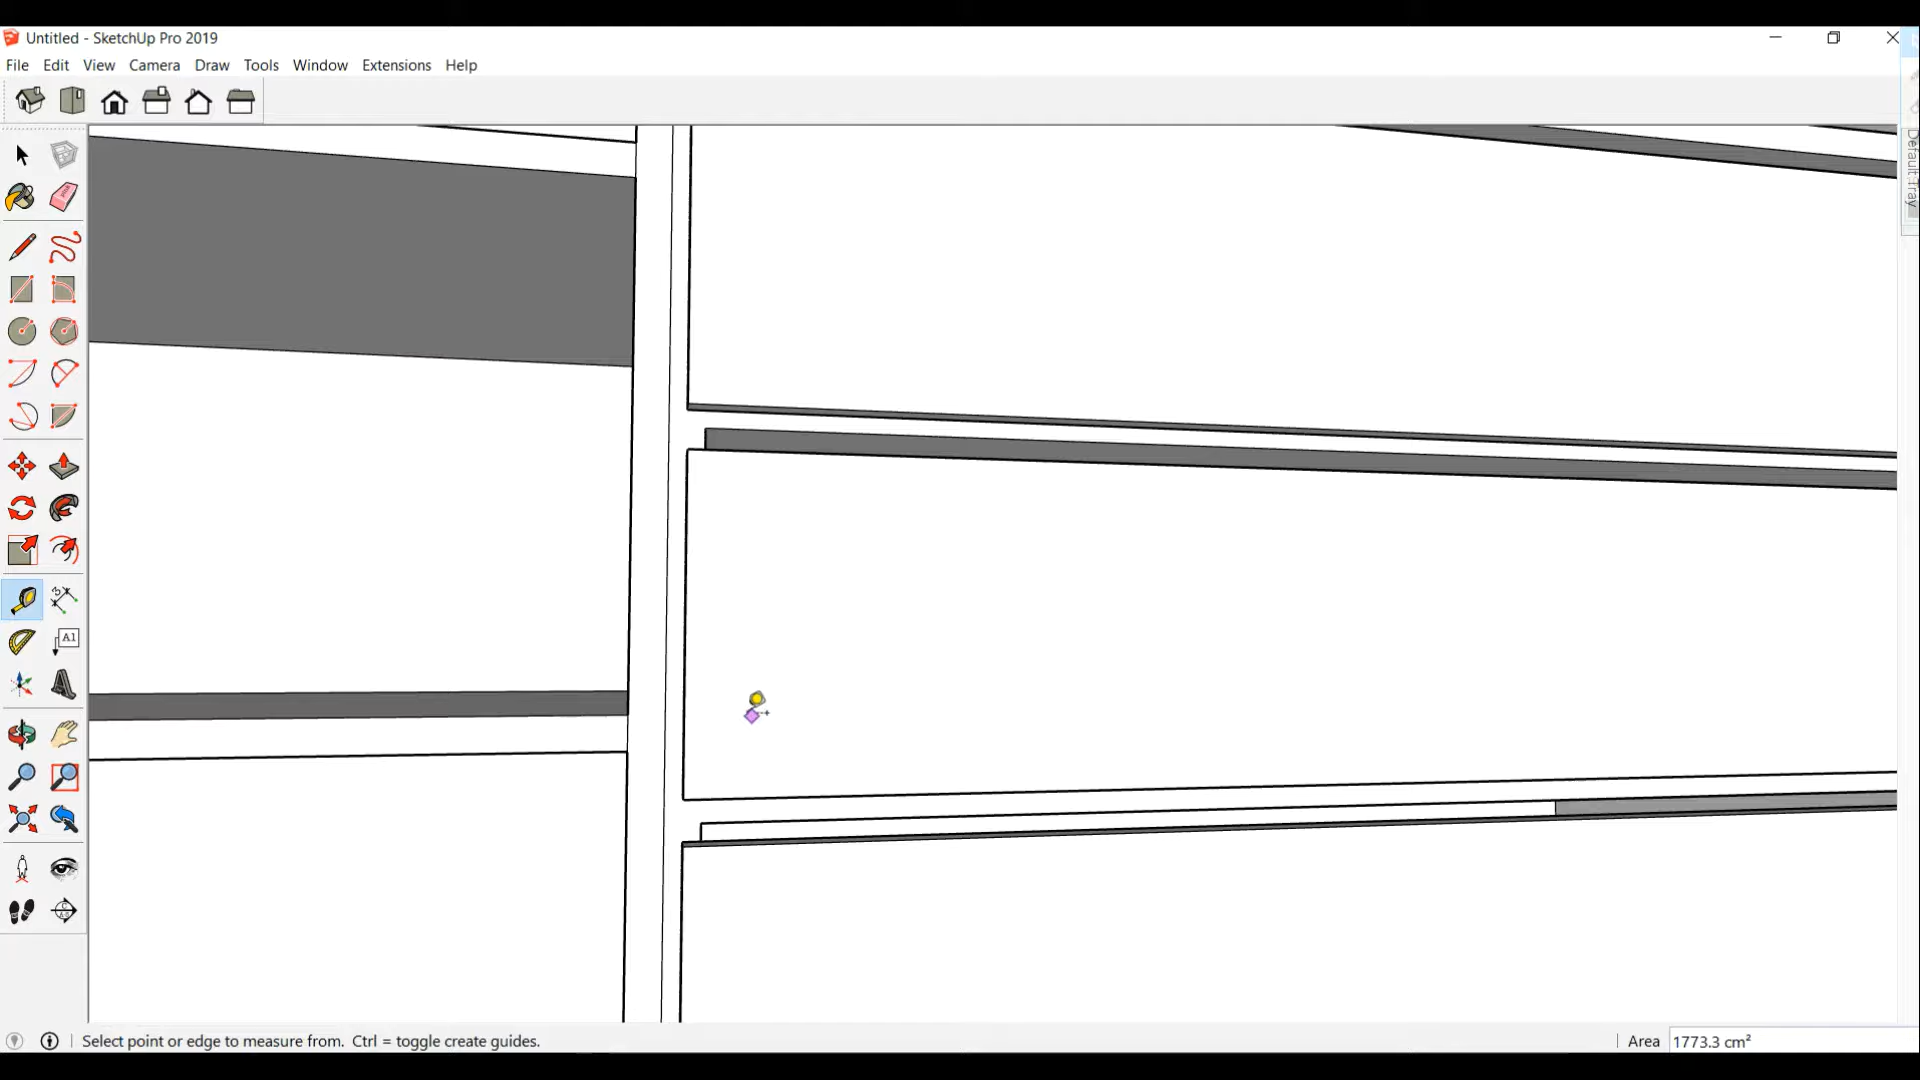 Untitled - SketchUp Pro 2019
File Edit View Camera Draw Tools Window Extensions Help
Default Tray
A1
Select point or edge to measure from. Ctrl = toggle create guides.
Area 1773.3 cm²